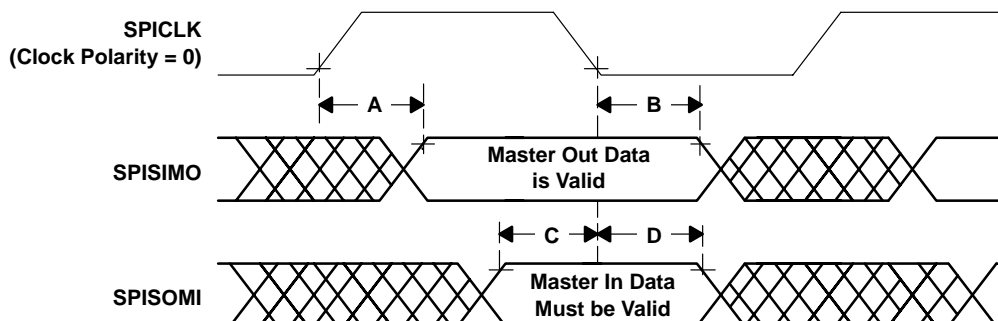 SPICLK
(Clock Polarity = 0)
A
B
SPISIMO
Master Out Data
is Valid
C
D
SPISOMI
Master In Data
Must be Valid